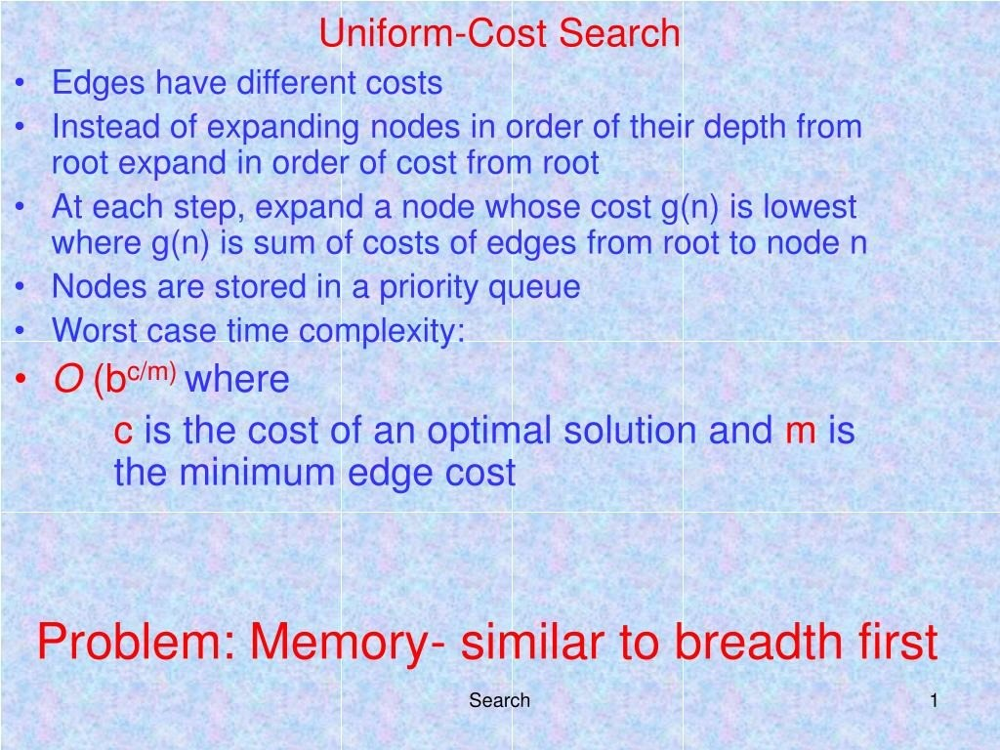 Uniform-Cost Search
• Edges have different costs
• Instead of expanding nodes in order of their depth from
root expand in order of cost from root
• At each step, expand a node whose cost g(n) is lowest
where g(n) is sum of costs of edges from root to node n
• Nodes are stored in a priority queue
• Worst case time complexity:
• O (b^c/m) where
c is the cost of an optimal solution and m is
the minimum edge cost
Problem: Memory- similar to breadth first
Search 1